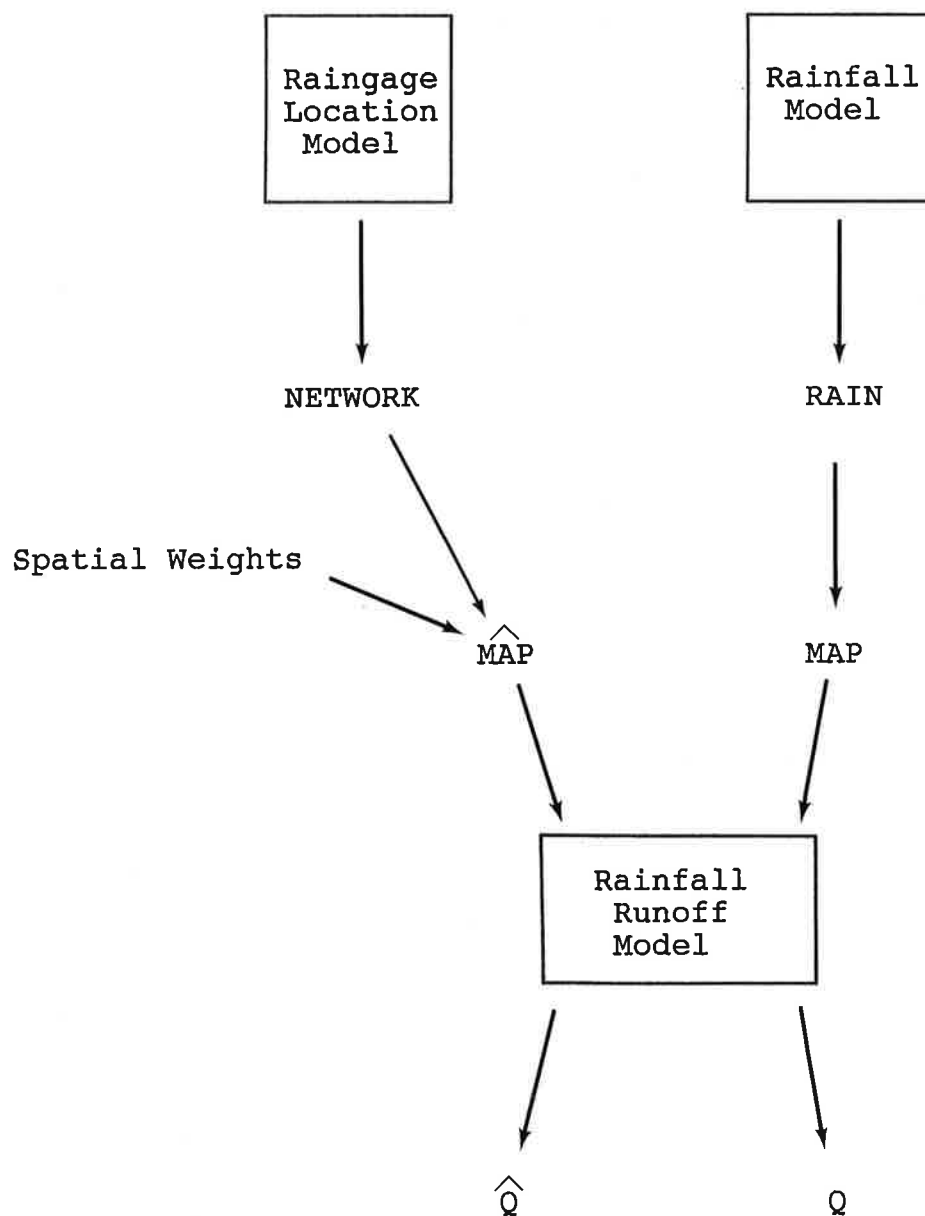 Raingage
Location
Model
Rainfall
Model
NETWORK
RAIN
Spatial Weights
M̂AP
MAP
Rainfall
Runoff
Model
Q̂
Q